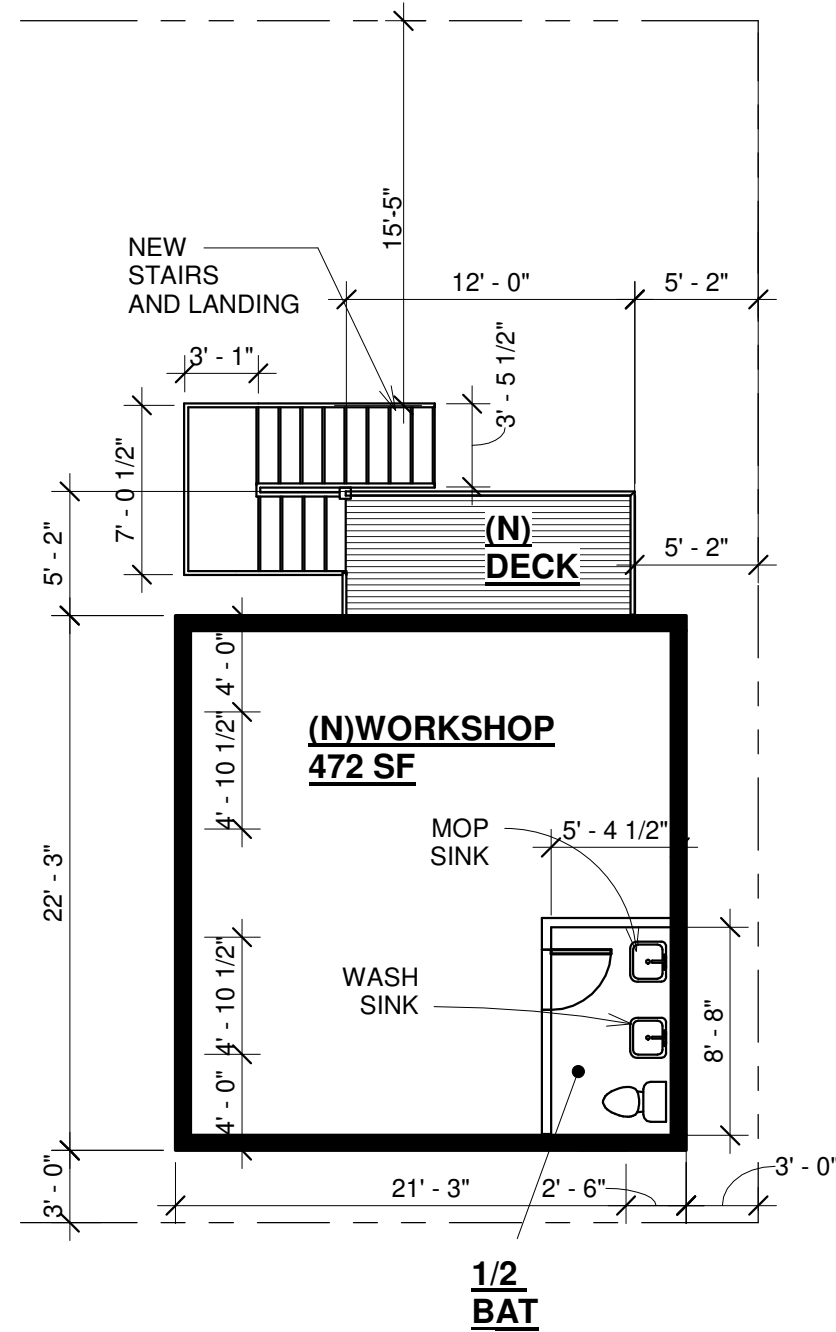 15'-5"
NEW
STAIRS
AND LANDING
12' - 0"
5' - 2"
3' - 1"
3' - 5 1/2"
7' - 0 1/2"
5' - 2"
(N)
DECK
5' - 2"
4' - 0"
(N)WORKSHOP
472 SF
4' - 10 1/2"
MOP
SINK
5' - 4 1/2"
22' - 3"
WASH
SINK
4' - 10 1/2"
8' - 8"
4' - 0"
3' - 0"
21' - 3"
2' - 6"
3' - 0"
1/2
BAT